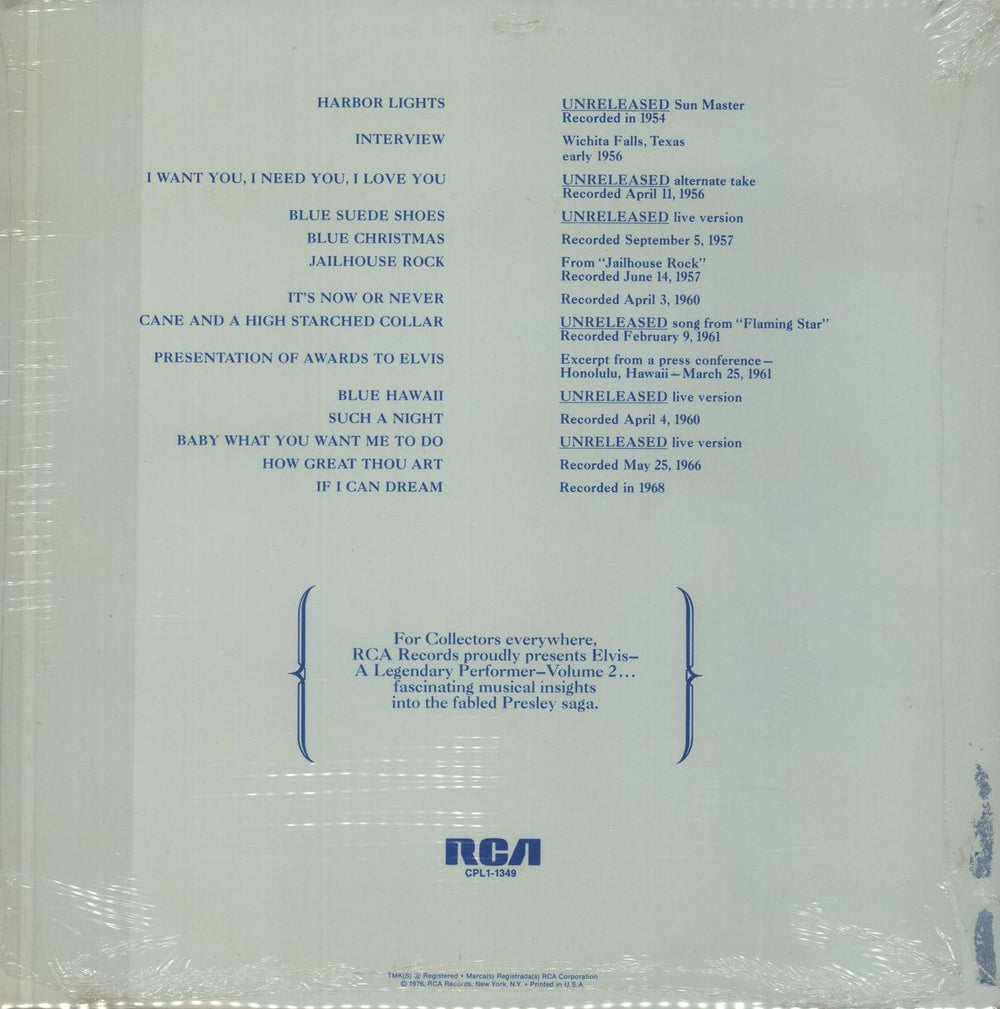 HARBOR LIGHTS UNRELEASED Sun Master
Recorded in 1954
INTERVIEW Wichita Falls, Texas
early 1956
I WANT YOU, I NEED YOU, I LOVE YOU UNRELEASED alternate take
Recorded April 11, 1956
BLUE SUEDE SHOES UNRELEASED live version
BLUE CHRISTMAS Recorded September 5, 1957
JAILHOUSE ROCK From "Jailhouse Rock"
Recorded June 14, 1957
IT'S NOW OR NEVER Recorded April 3, 1960
CANE AND A HIGH STARCHED COLLAR UNRELEASED song from "Flaming Star"
Recorded February 9, 1961
PRESENTATION OF AWARDS TO ELVIS Excerpt from a press conference—
Honolulu, Hawaii—March 25, 1961
BLUE HAWAII UNRELEASED live version
SUCH A NIGHT Recorded April 4, 1960
BABY WHAT YOU WANT ME TO DO UNRELEASED live version
HOW GREAT THOU ART Recorded May 25, 1966
IF I CAN DREAM Recorded in 1968
For Collectors everywhere,
RCA Records proudly presents Elvis—
A Legendary Performer—Volume 2...
fascinating musical insights
into the fabled Presley saga.
RCA
CPL1-1349
TMK(S) ® Registered • Marca(s) Registrada(s) RCA Corporation
© 1976, RCA Records, New York, N.Y. • Printed in U.S.A.